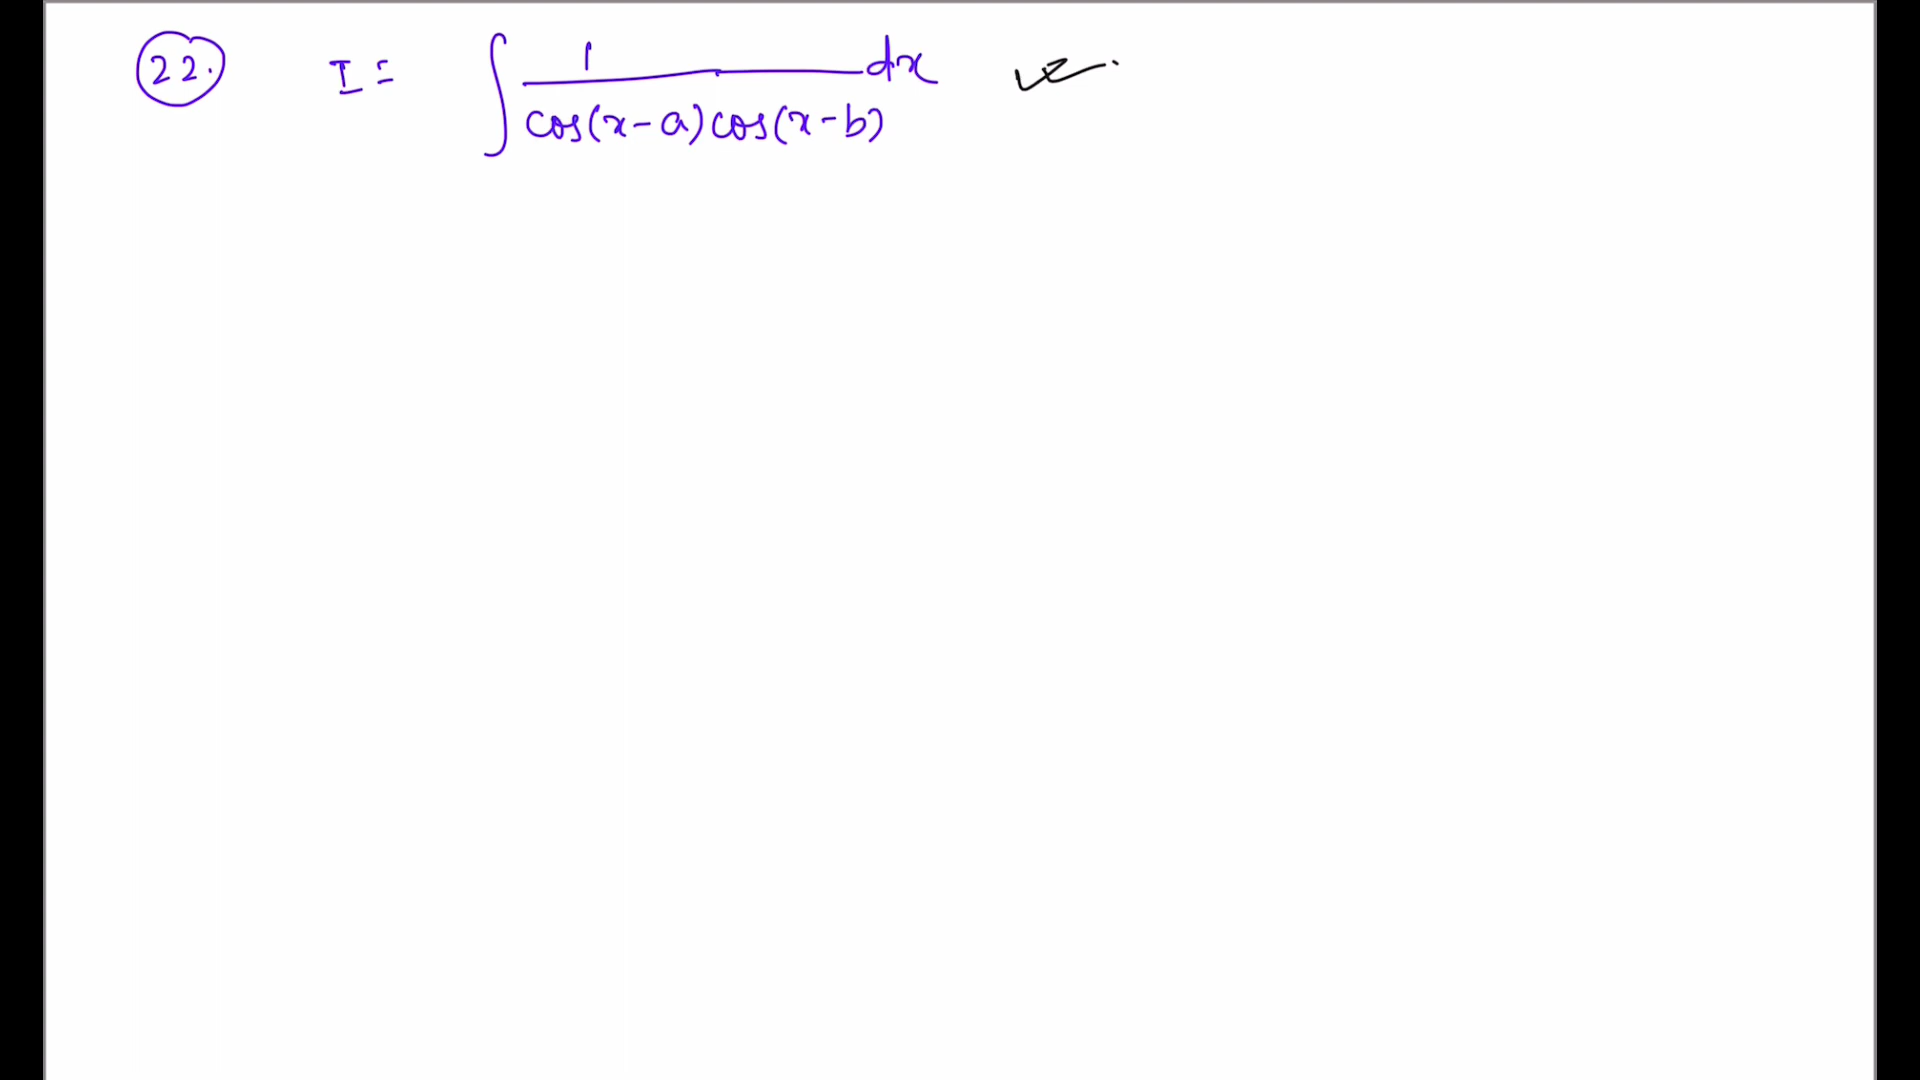 22. I = ∫ 1/(cos(x-a)cos(x-b)) dx